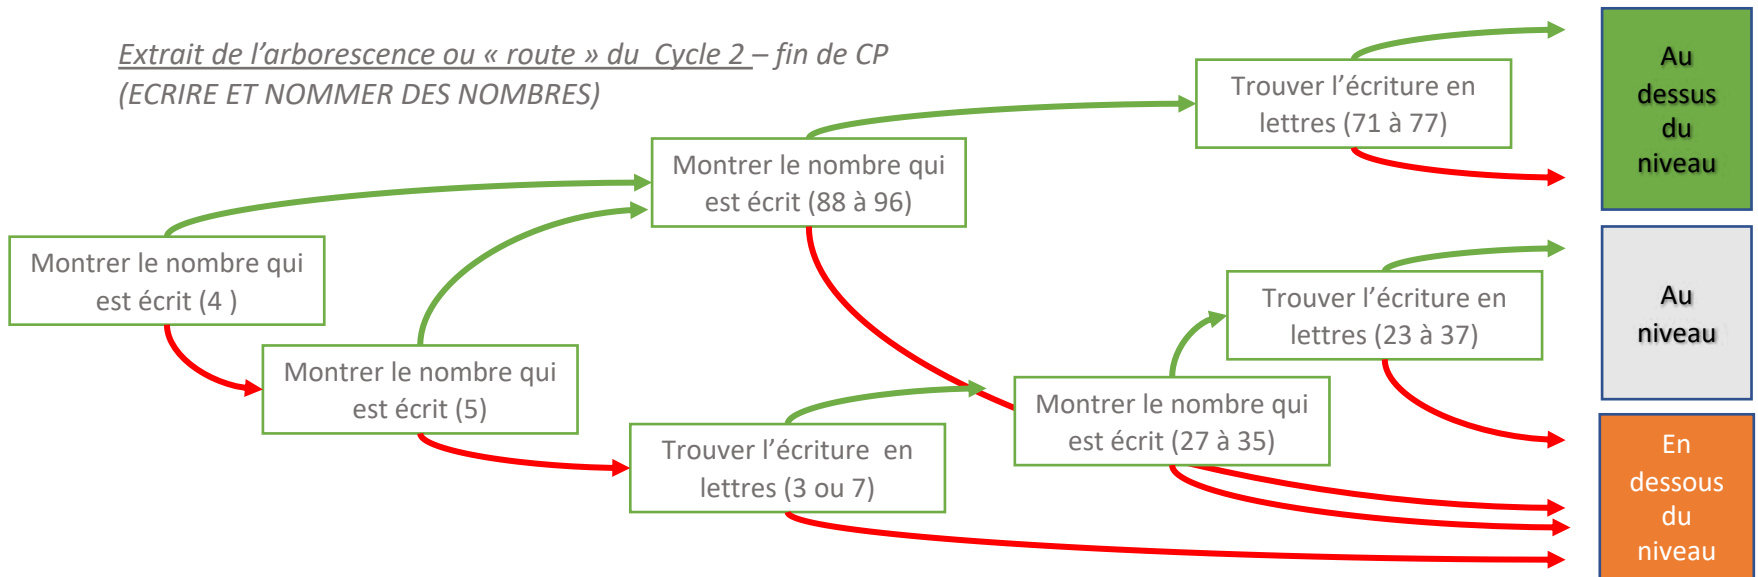 Extrait de l’arborescence ou « route » du Cycle 2 – fin de CP
(ECRIRE ET NOMMER DES NOMBRES)
Montrer le nombre qui
est écrit (4 )
Montrer le nombre qui
est écrit (5)
Montrer le nombre qui
est écrit (88 à 96)
Trouver l’écriture en
lettres (3 ou 7)
Trouver l’écriture en
lettres (71 à 77)
Montrer le nombre qui
est écrit (27 à 35)
Trouver l’écriture en
lettres (23 à 37)
Au
dessus
du
niveau
Au
niveau
En
dessous
du
niveau